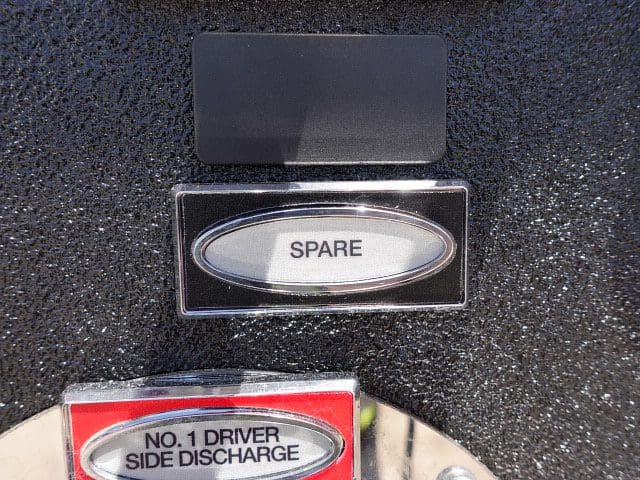 SPARE
NO. 1 DRIVER
SIDE DISCHARGE